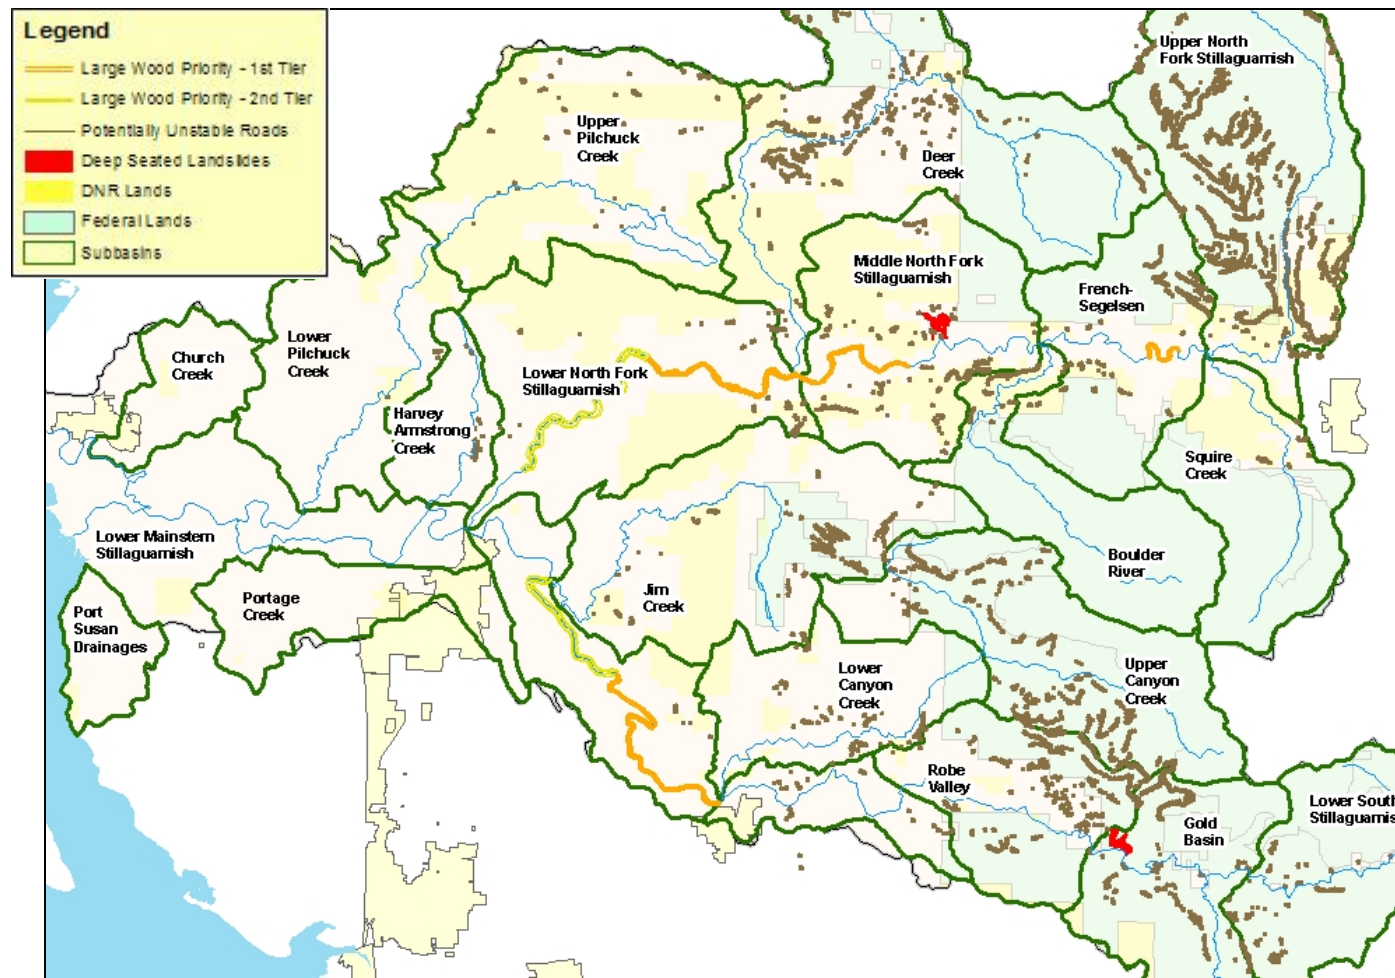 Legend
Large Wood Priority - 1st Tier
Large Wood Priority - 2nd Tier
Potentially Unstable Roads
Deep Seated Landslides
DNR Lands
Federal Lands
Subbasins
Upper North
Fork Stillaguamish
Upper
Pilchuck
Creek
Deer
Creek
Middle North Fork
Stillaguamish
French-
Segelsen
Church
Creek
Lower
Pilchuck
Creek
Lower North Fork
Stillaguamish
Harvey
Armstrong
Creek
Squire
Creek
Lower Mainstem
Stillaguamish
Boulder
River
Port
Susan
Drainages
Portage
Creek
Jim
Creek
Lower
Canyon
Creek
Upper
Canyon
Creek
Robe
Valley
Gold
Basin
Lower South
Stillaguamis